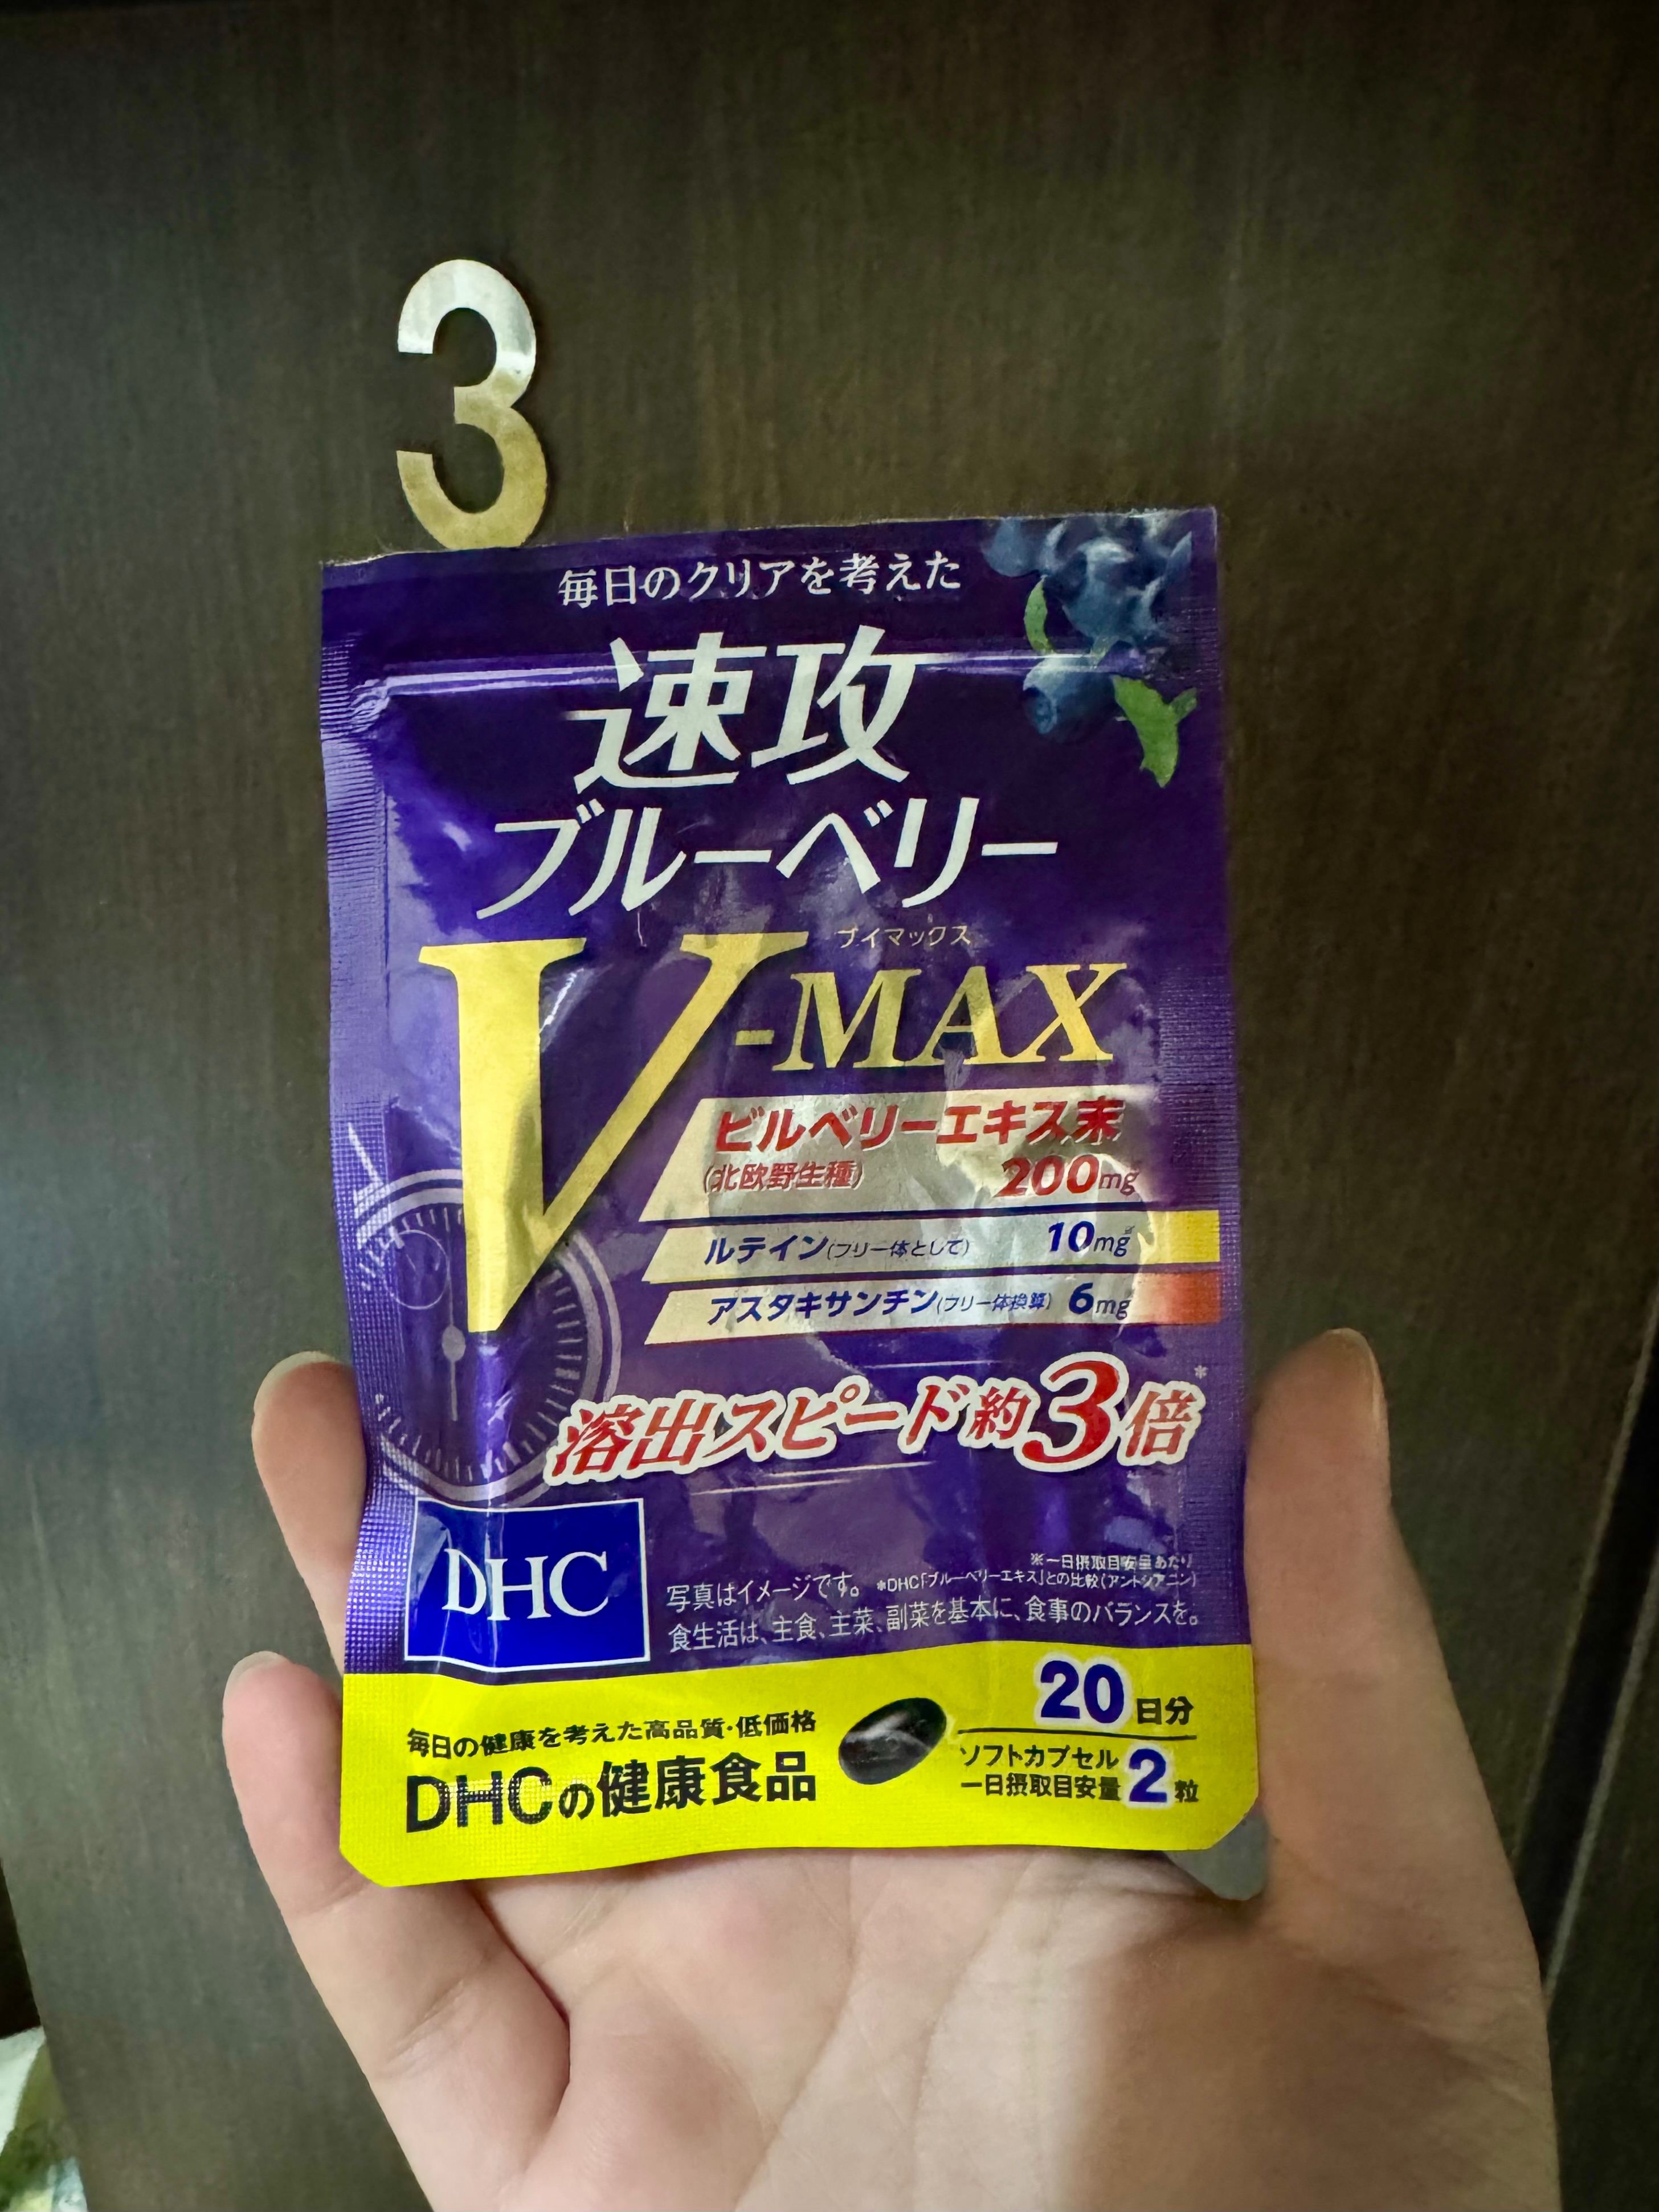 3
毎日のクリアを考えた
速攻
ブルーベリー
ブイマックス
V-MAX
ビルベリーエキス末
(北欧野生種) 200mg※
ルテイン(フリー体として) 10mg※
アスタキサンチン(フリー体換算) 6mg※
溶出スピード約3倍*
DHC
※一日摂取目安量あたり
写真はイメージです。 *DHC「ブルーベリーエキス」との比較(アントシアニン)
食生活は、主食、主菜、副菜を基本に、食事のバランスを。
毎日の健康を考えた高品質・低価格
DHCの健康食品
20日分
ソフトカプセル
一日摂取目安量 2粒